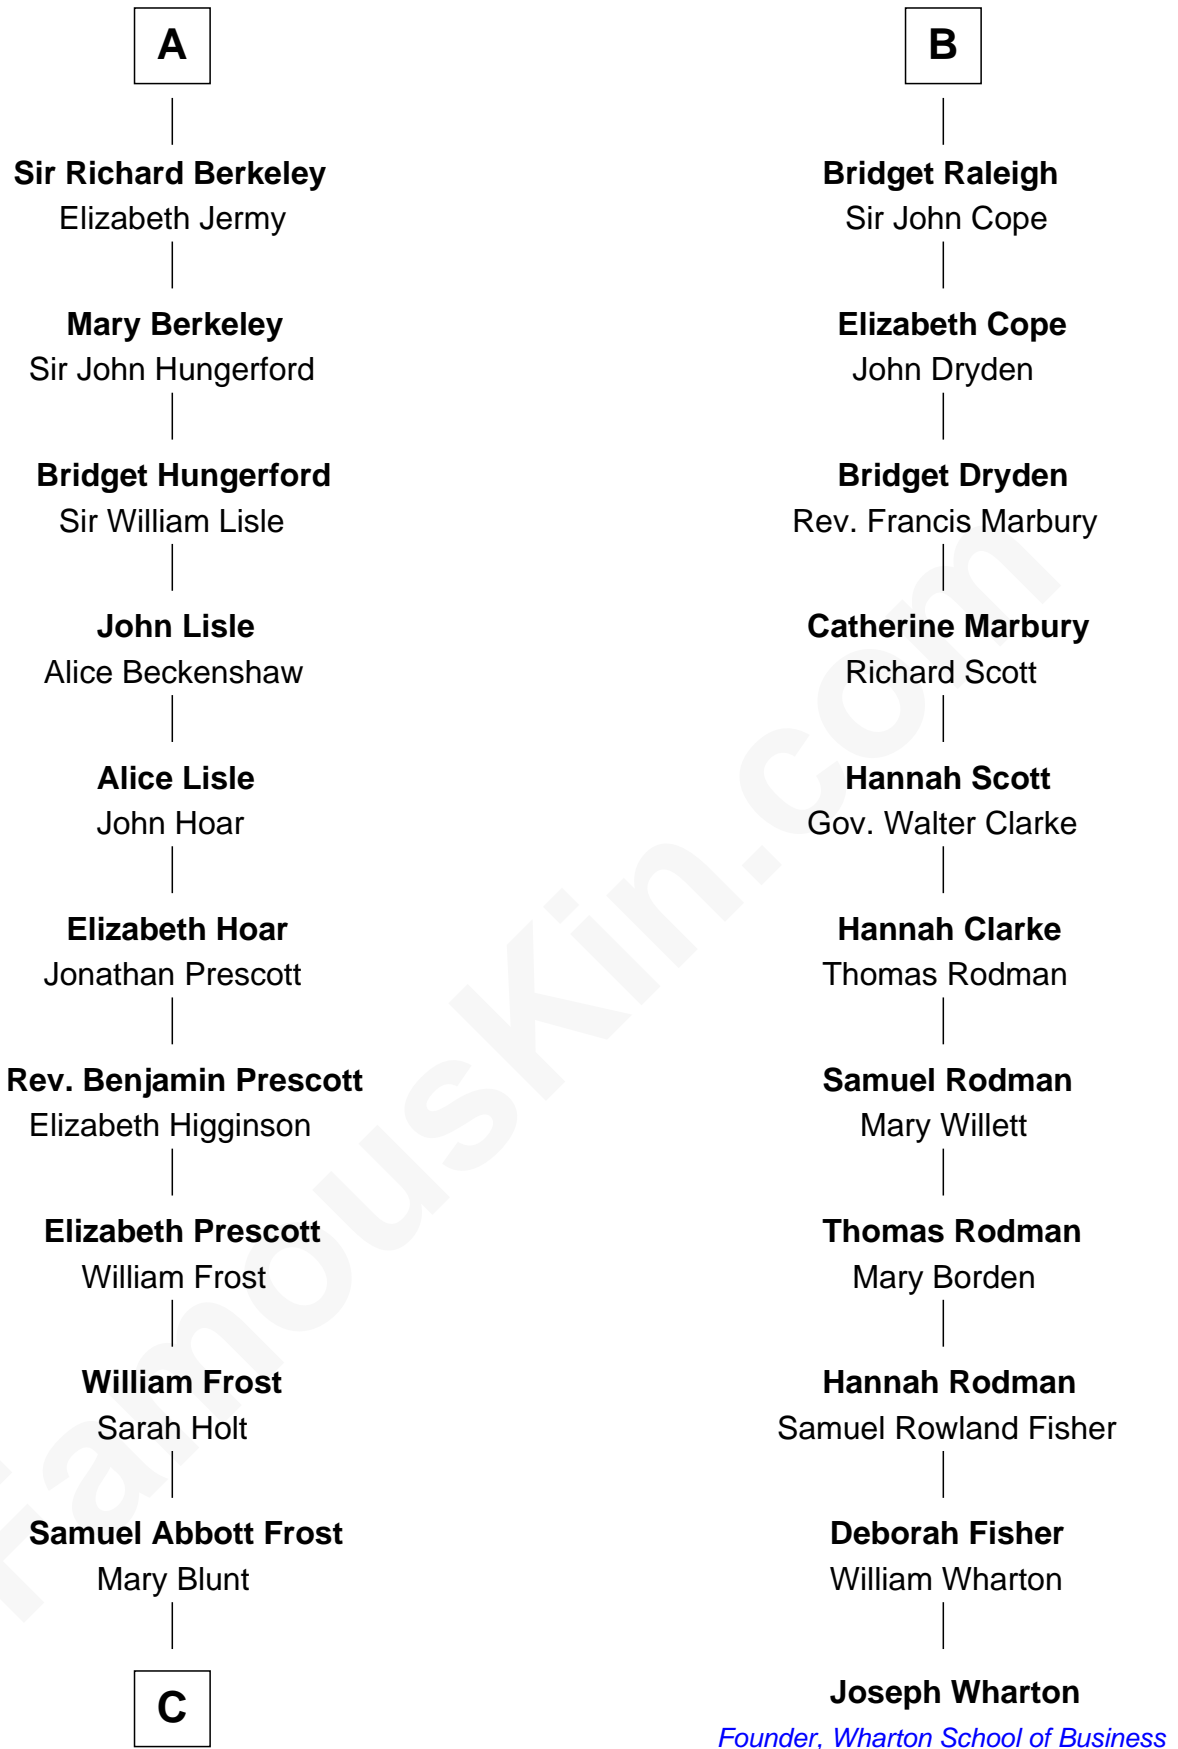 A
Sir Richard Berkeley
Elizabeth Jermy
Mary Berkeley
Sir John Hungerford
Bridget Hungerford
Sir William Lisle
John Lisle
Alice Beckenshaw
Alice Lisle
John Hoar
Elizabeth Hoar
Jonathan Prescott
Rev. Benjamin Prescott
Elizabeth Higginson
Elizabeth Prescott
William Frost
William Frost
Sarah Holt
Samuel Abbott Frost
Mary Blunt
C
B
Bridget Raleigh
Sir John Cope
Elizabeth Cope
John Dryden
Bridget Dryden
Rev. Francis Marbury
Catherine Marbury
Richard Scott
Hannah Scott
Gov. Walter Clarke
Hannah Clarke
Thomas Rodman
Samuel Rodman
Mary Willett
Thomas Rodman
Mary Borden
Hannah Rodman
Samuel Rowland Fisher
Deborah Fisher
William Wharton
Joseph Wharton
Founder, Wharton School of Business
FamousKin.com